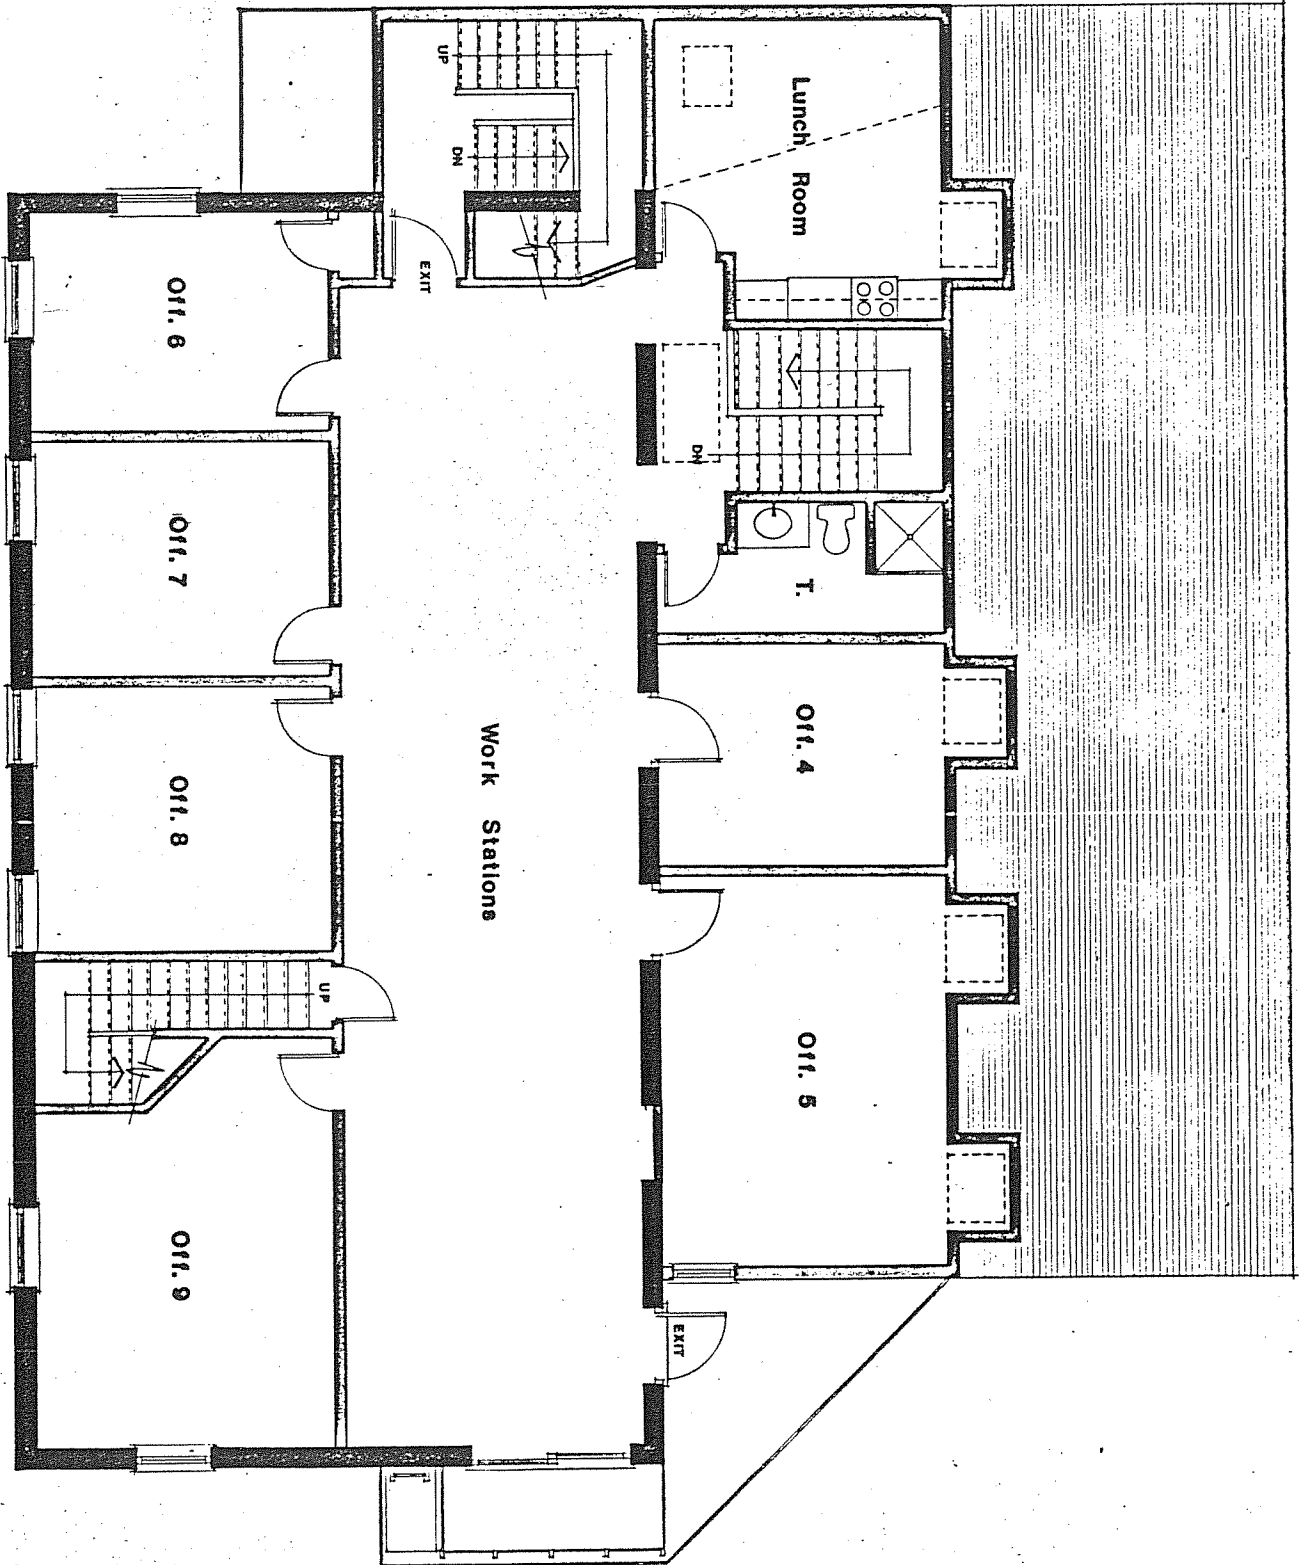 Lunch Room
UP
DN
EXIT
DN
T.
Off. 4
Off. 5
EXIT
Work Stations
Off. 6
Off. 7
Off. 8
UP
Off. 9